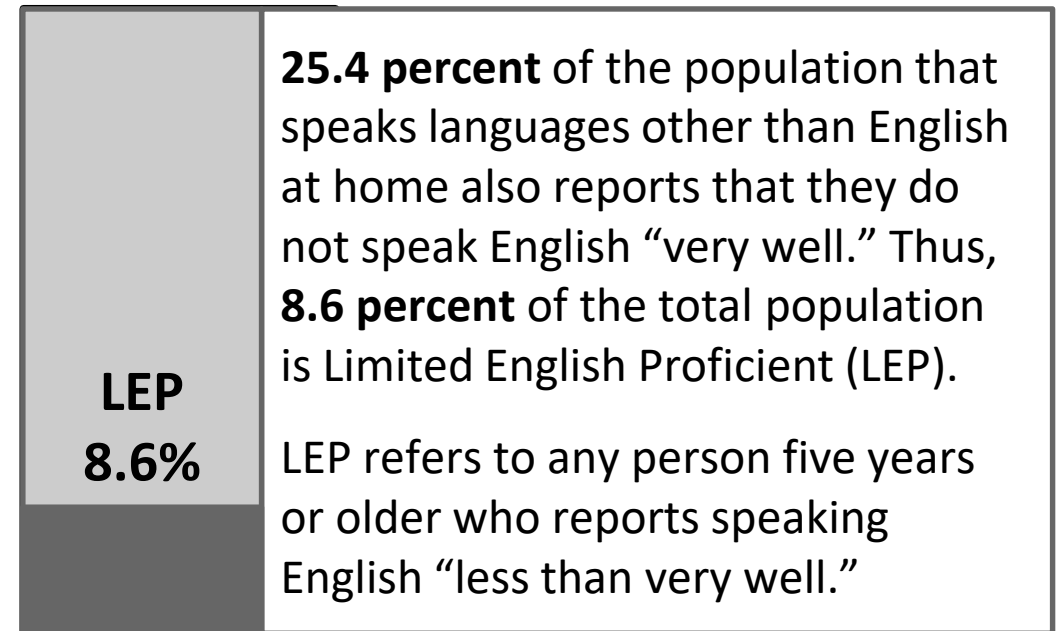 LEP
8.6%
25.4 percent of the population that
speaks languages other than English
at home also reports that they do
not speak English “very well.” Thus,
8.6 percent of the total population
is Limited English Proficient (LEP).
LEP refers to any person five years
or older who reports speaking
English “less than very well.”